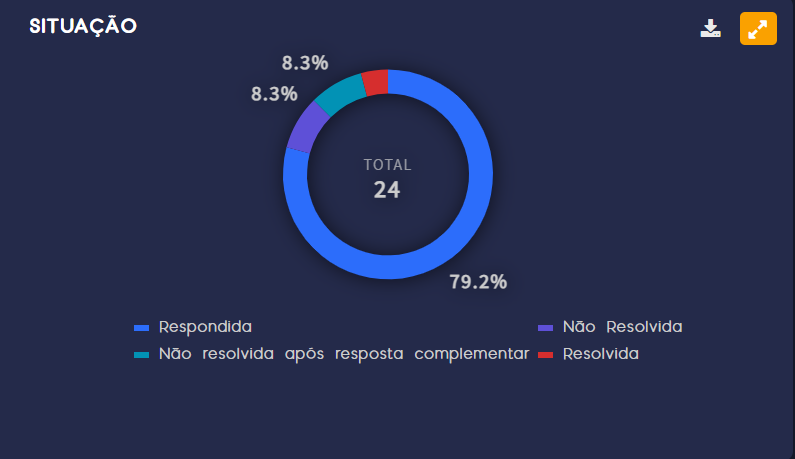 SITUAÇÃO
8.3%
8.3%
TOTAL
24
79.2%
Respondida
Não Resolvida
Não resolvida após resposta complementar
Resolvida